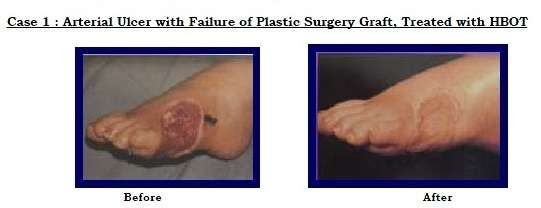 Case 1 : Arterial Ulcer with Failure of Plastic Surgery Graft, Treated with HBOT
Before
After